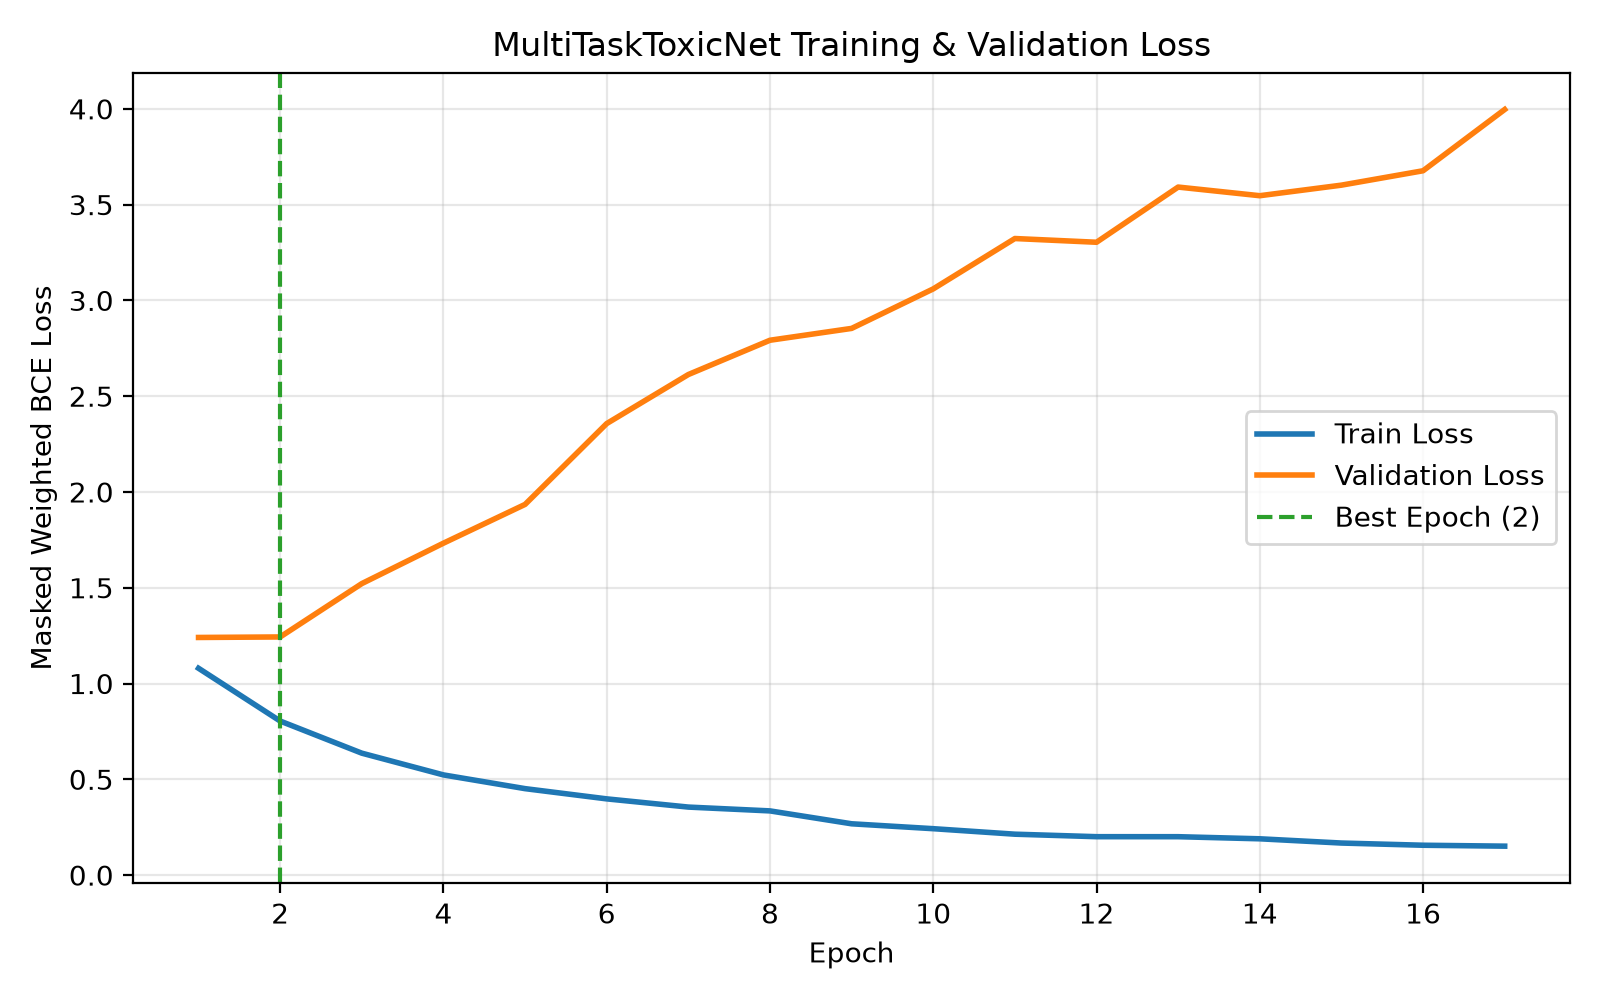 MultiTaskToxicNet Training & Validation Loss
Masked Weighted BCE Loss
4.0
3.5
3.0
2.5
2.0
1.5
1.0
0.5
0.0
Train Loss
Validation Loss
Best Epoch (2)
2 4 6 8 10 12 14 16
Epoch